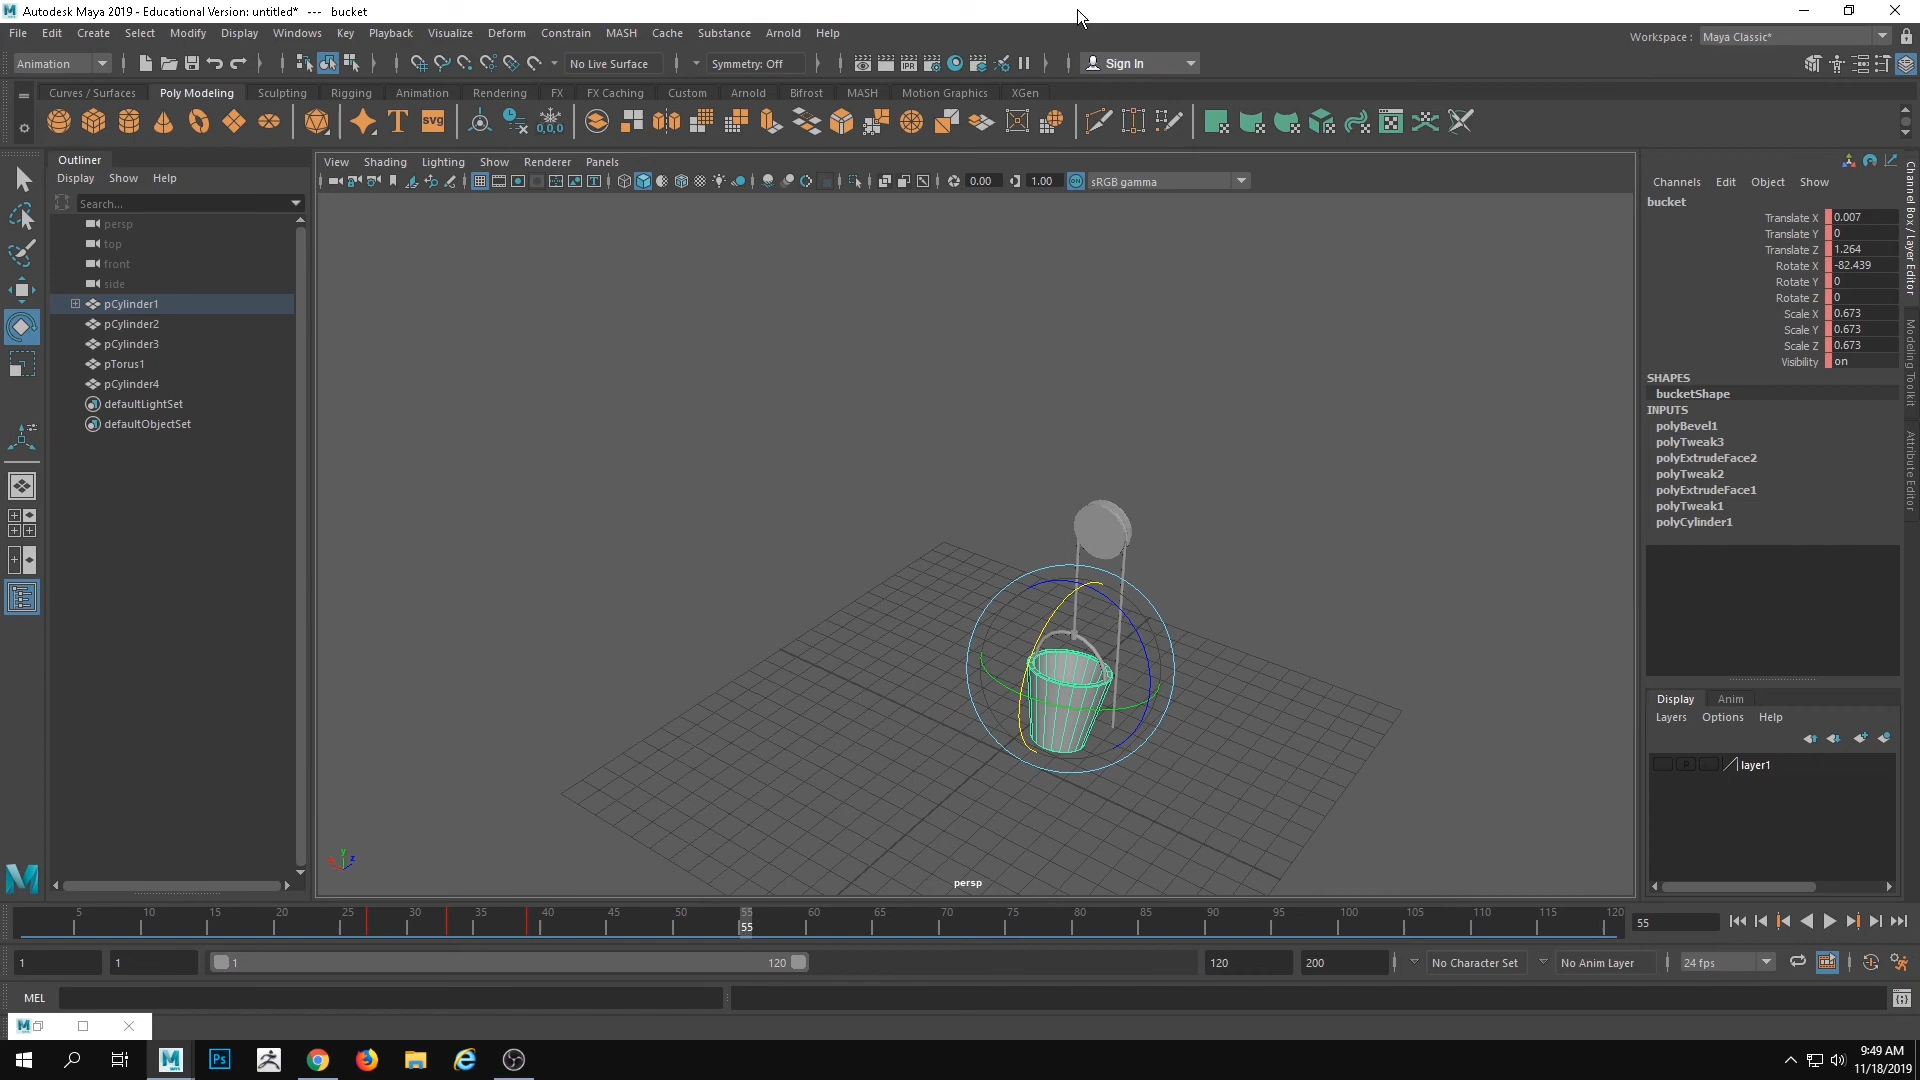 Autodesk Maya 2019 - Educational Version: untitled*   ---   bucket
File Edit Create Select Modify Display Windows Key Playback Visualize Deform Constrain MASH Cache Substance Arnold Help
Workspace : Maya Classic*
Animation No Live Surface Symmetry: Off Sign In
Curves / Surfaces Poly Modeling Sculpting Rigging Animation Rendering FX FX Caching Custom Arnold Bifrost MASH Motion Graphics XGen
Outliner
Display Show Help
Search...
persp
top
front
side
pCylinder1
pCylinder2
pCylinder3
pTorus1
pCylinder4
defaultLightSet
defaultObjectSet
View Shading Lighting Show Renderer Panels
0.00 1.00 sRGB gamma
persp
Channels Edit Object Show
bucket
Translate X 0.007
Translate Y 0
Translate Z 1.264
Rotate X -82.439
Rotate Y 0
Rotate Z 0
Scale X 0.673
Scale Y 0.673
Scale Z 0.673
Visibility on
SHAPES
bucketShape
INPUTS
polyBevel1
polyTweak3
polyExtrudeFace2
polyTweak2
polyExtrudeFace1
polyTweak1
polyCylinder1
Channel Box / Layer Editor
Modeling Toolkit
Attribute Editor
Display Anim
Layers Options Help
P layer1
5 10 15 20 25 30 35 40 45 50 55 60 65 70 75 80 85 90 95 100 105 110 115 120
55
55
1 1 1 120 120 200 No Character Set No Anim Layer 24 fps
MEL
9:49 AM
11/18/2019